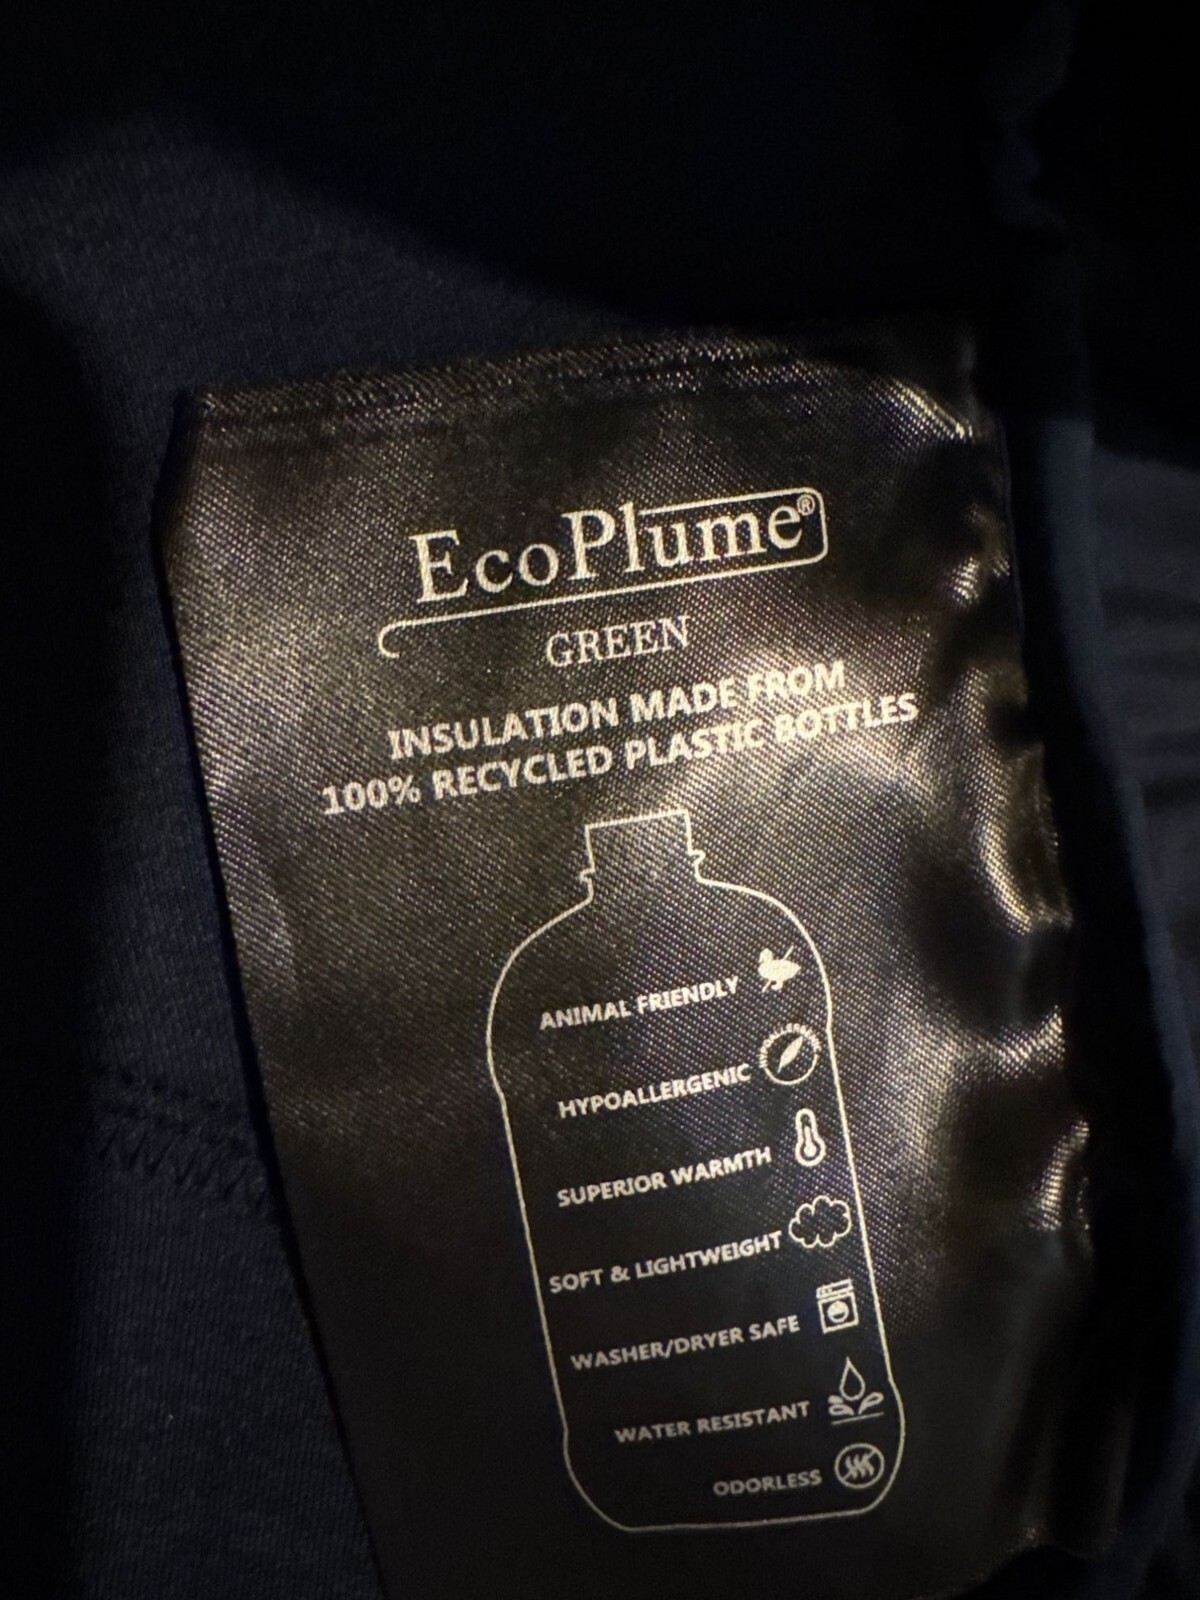 EcoPlume®
GREEN
INSULATION MADE FROM
100% RECYCLED PLASTIC BOTTLES
ANIMAL FRIENDLY
HYPOALLERGENIC
SUPERIOR WARMTH
SOFT & LIGHTWEIGHT
WASHER/DRYER SAFE
WATER RESISTANT
ODORLESS